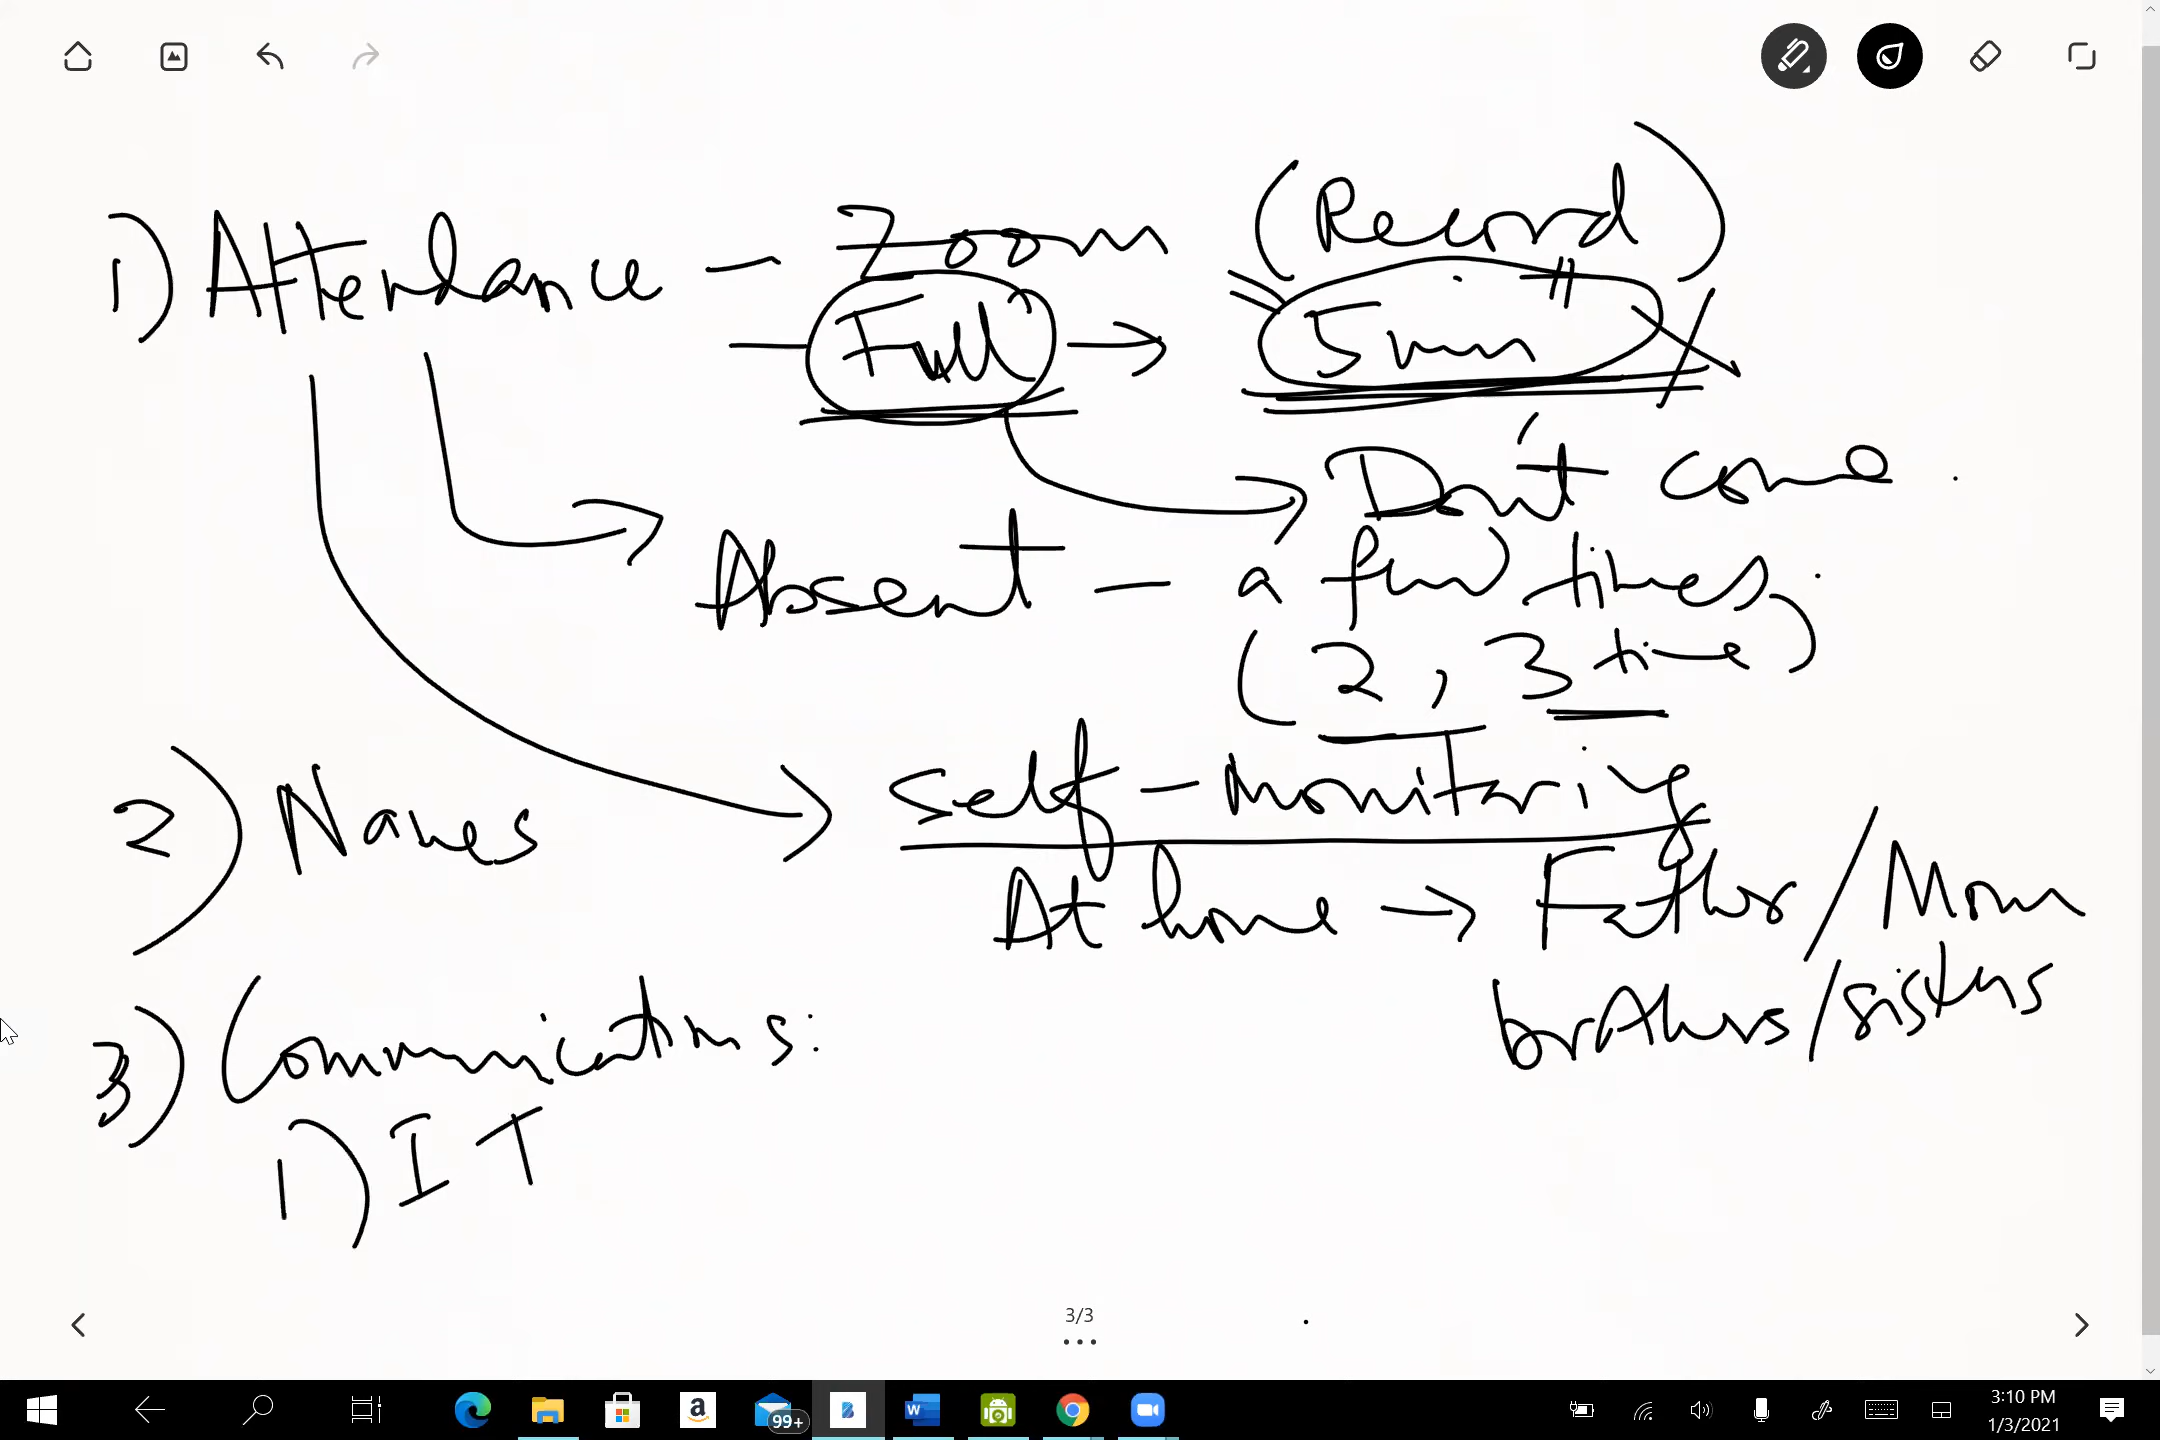 1) Attendance - Zoom (Record)
Full → 5 min
Don't come
Absent - a few times,
(2, 3 time)
2) Names
self-monitoring
At home → Father/Mom
brothers/sisters
3) Communications:
1) IT
3/3
99+
3:10 PM
1/3/2021